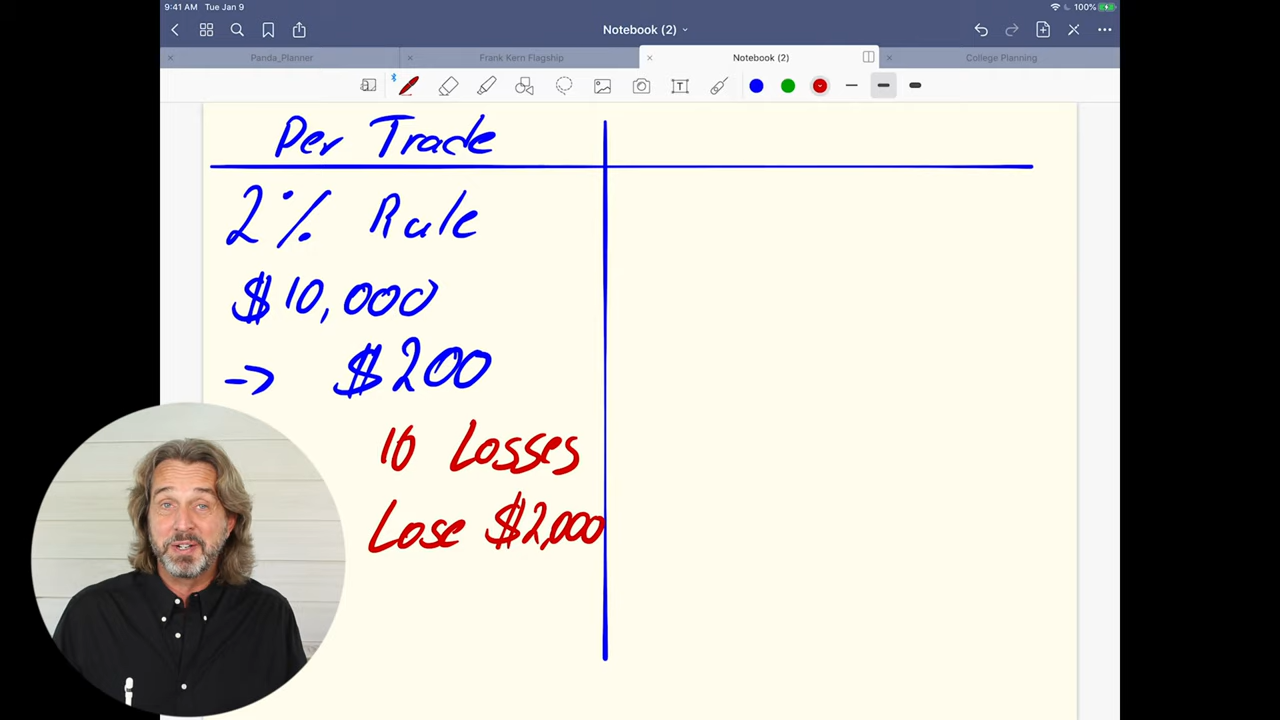 9:41 AM Tue Jan 9
100%
Notebook (2)
Panda_Planner
Frank Kern Flagship
Notebook (2)
College Planning
T
Per Trade
2% Rule
$10,000
-> $200
10 Losses
Lose $2,000